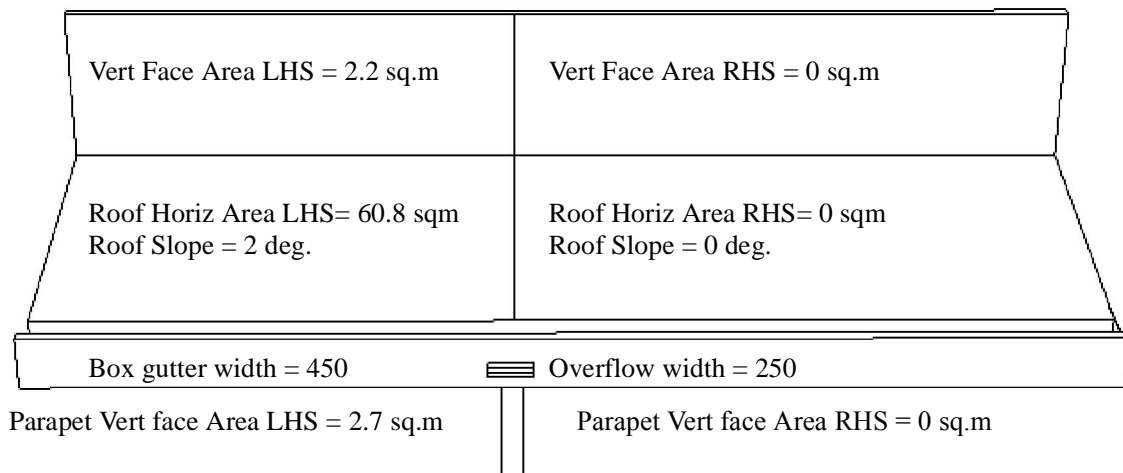 Vert Face Area LHS = 2.2 sq.m
Vert Face Area RHS = 0 sq.m
Roof Horiz Area LHS= 60.8 sqm
Roof Slope = 2 deg.
Roof Horiz Area RHS= 0 sqm
Roof Slope = 0 deg.
Box gutter width = 450
Overflow width = 250
Parapet Vert face Area LHS = 2.7 sq.m
Parapet Vert face Area RHS = 0 sq.m